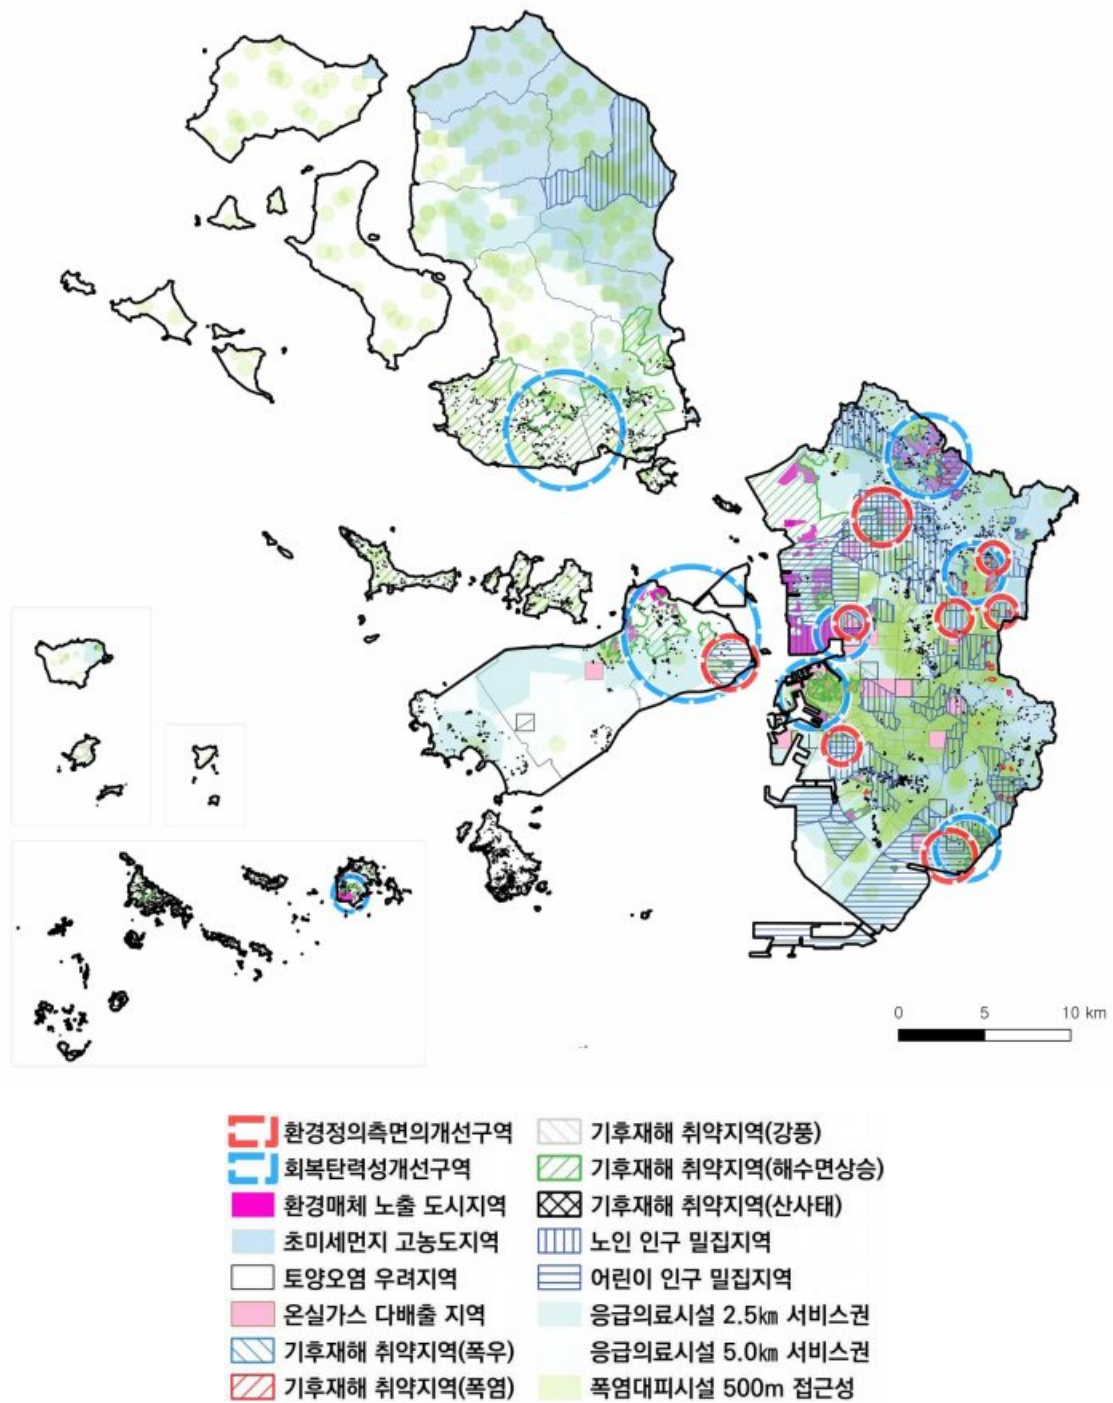 0 5 10 km
환경정의측면의개선구역
회복탄력성개선구역
환경매체 노출 도시지역
초미세먼지 고농도지역
토양오염 우려지역
온실가스 다배출 지역
기후재해 취약지역(폭우)
기후재해 취약지역(폭염)
기후재해 취약지역(강풍)
기후재해 취약지역(해수면상승)
기후재해 취약지역(산사태)
노인 인구 밀집지역
어린이 인구 밀집지역
응급의료시설 2.5㎞ 서비스권
응급의료시설 5.0㎞ 서비스권
폭염대피시설 500m 접근성